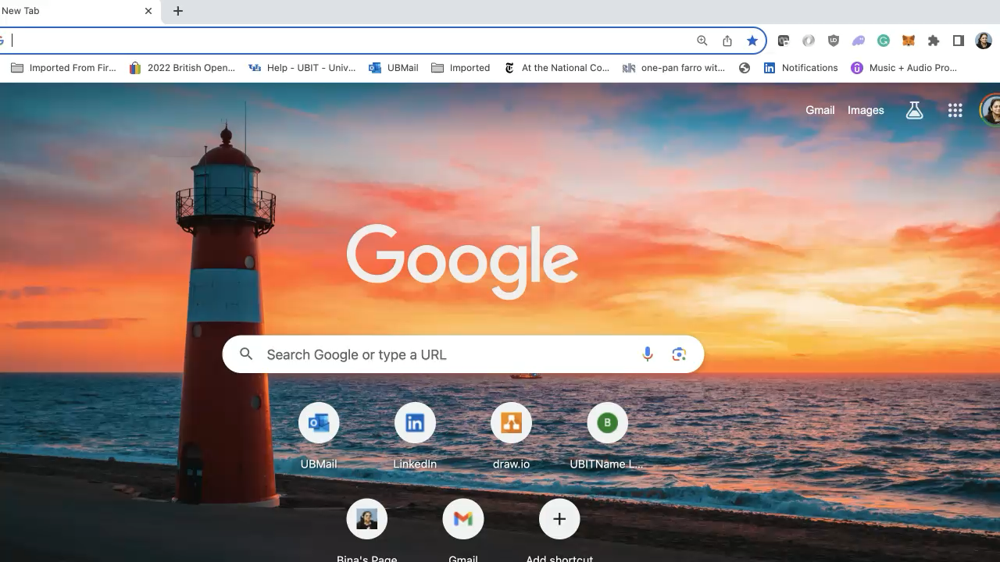 New Tab
Imported From Fir...
2022 British Open...
Help - UBIT - Univ...
UBMail
Imported
At the National Co...
one-pan farro wit...
Notifications
Music + Audio Pro...
Gmail
Images
Google
Search Google or type a URL
UBMail
LinkedIn
draw.io
B
UBITName L...
Bina's Page
Gmail
Add shortcut